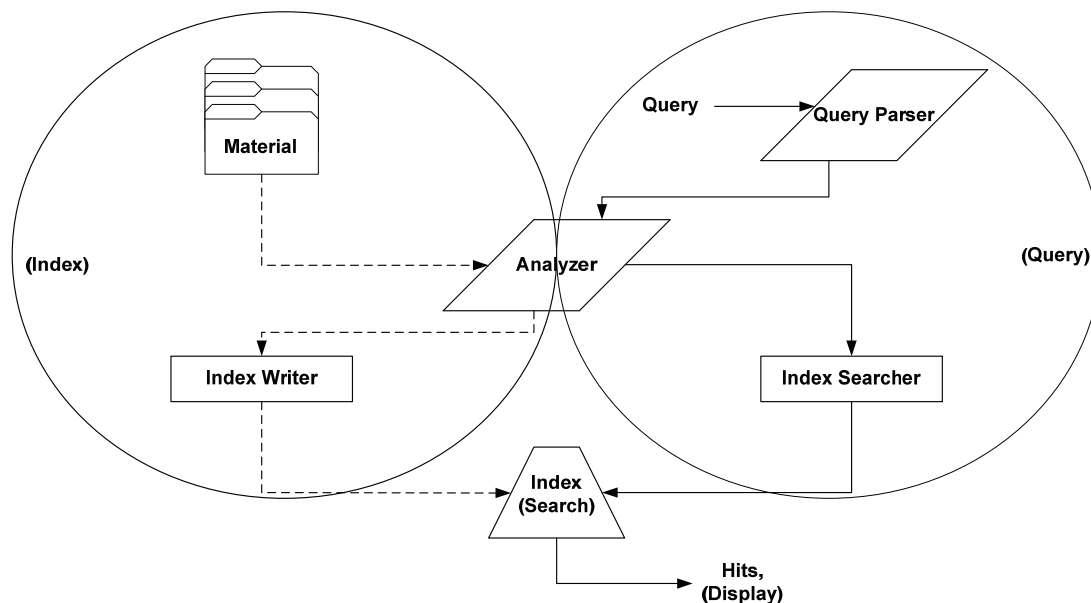 Query
Query Parser
Material
(Index)
Analyzer
(Query)
Index Writer
Index Searcher
Index
(Search)
Hits,
(Display)